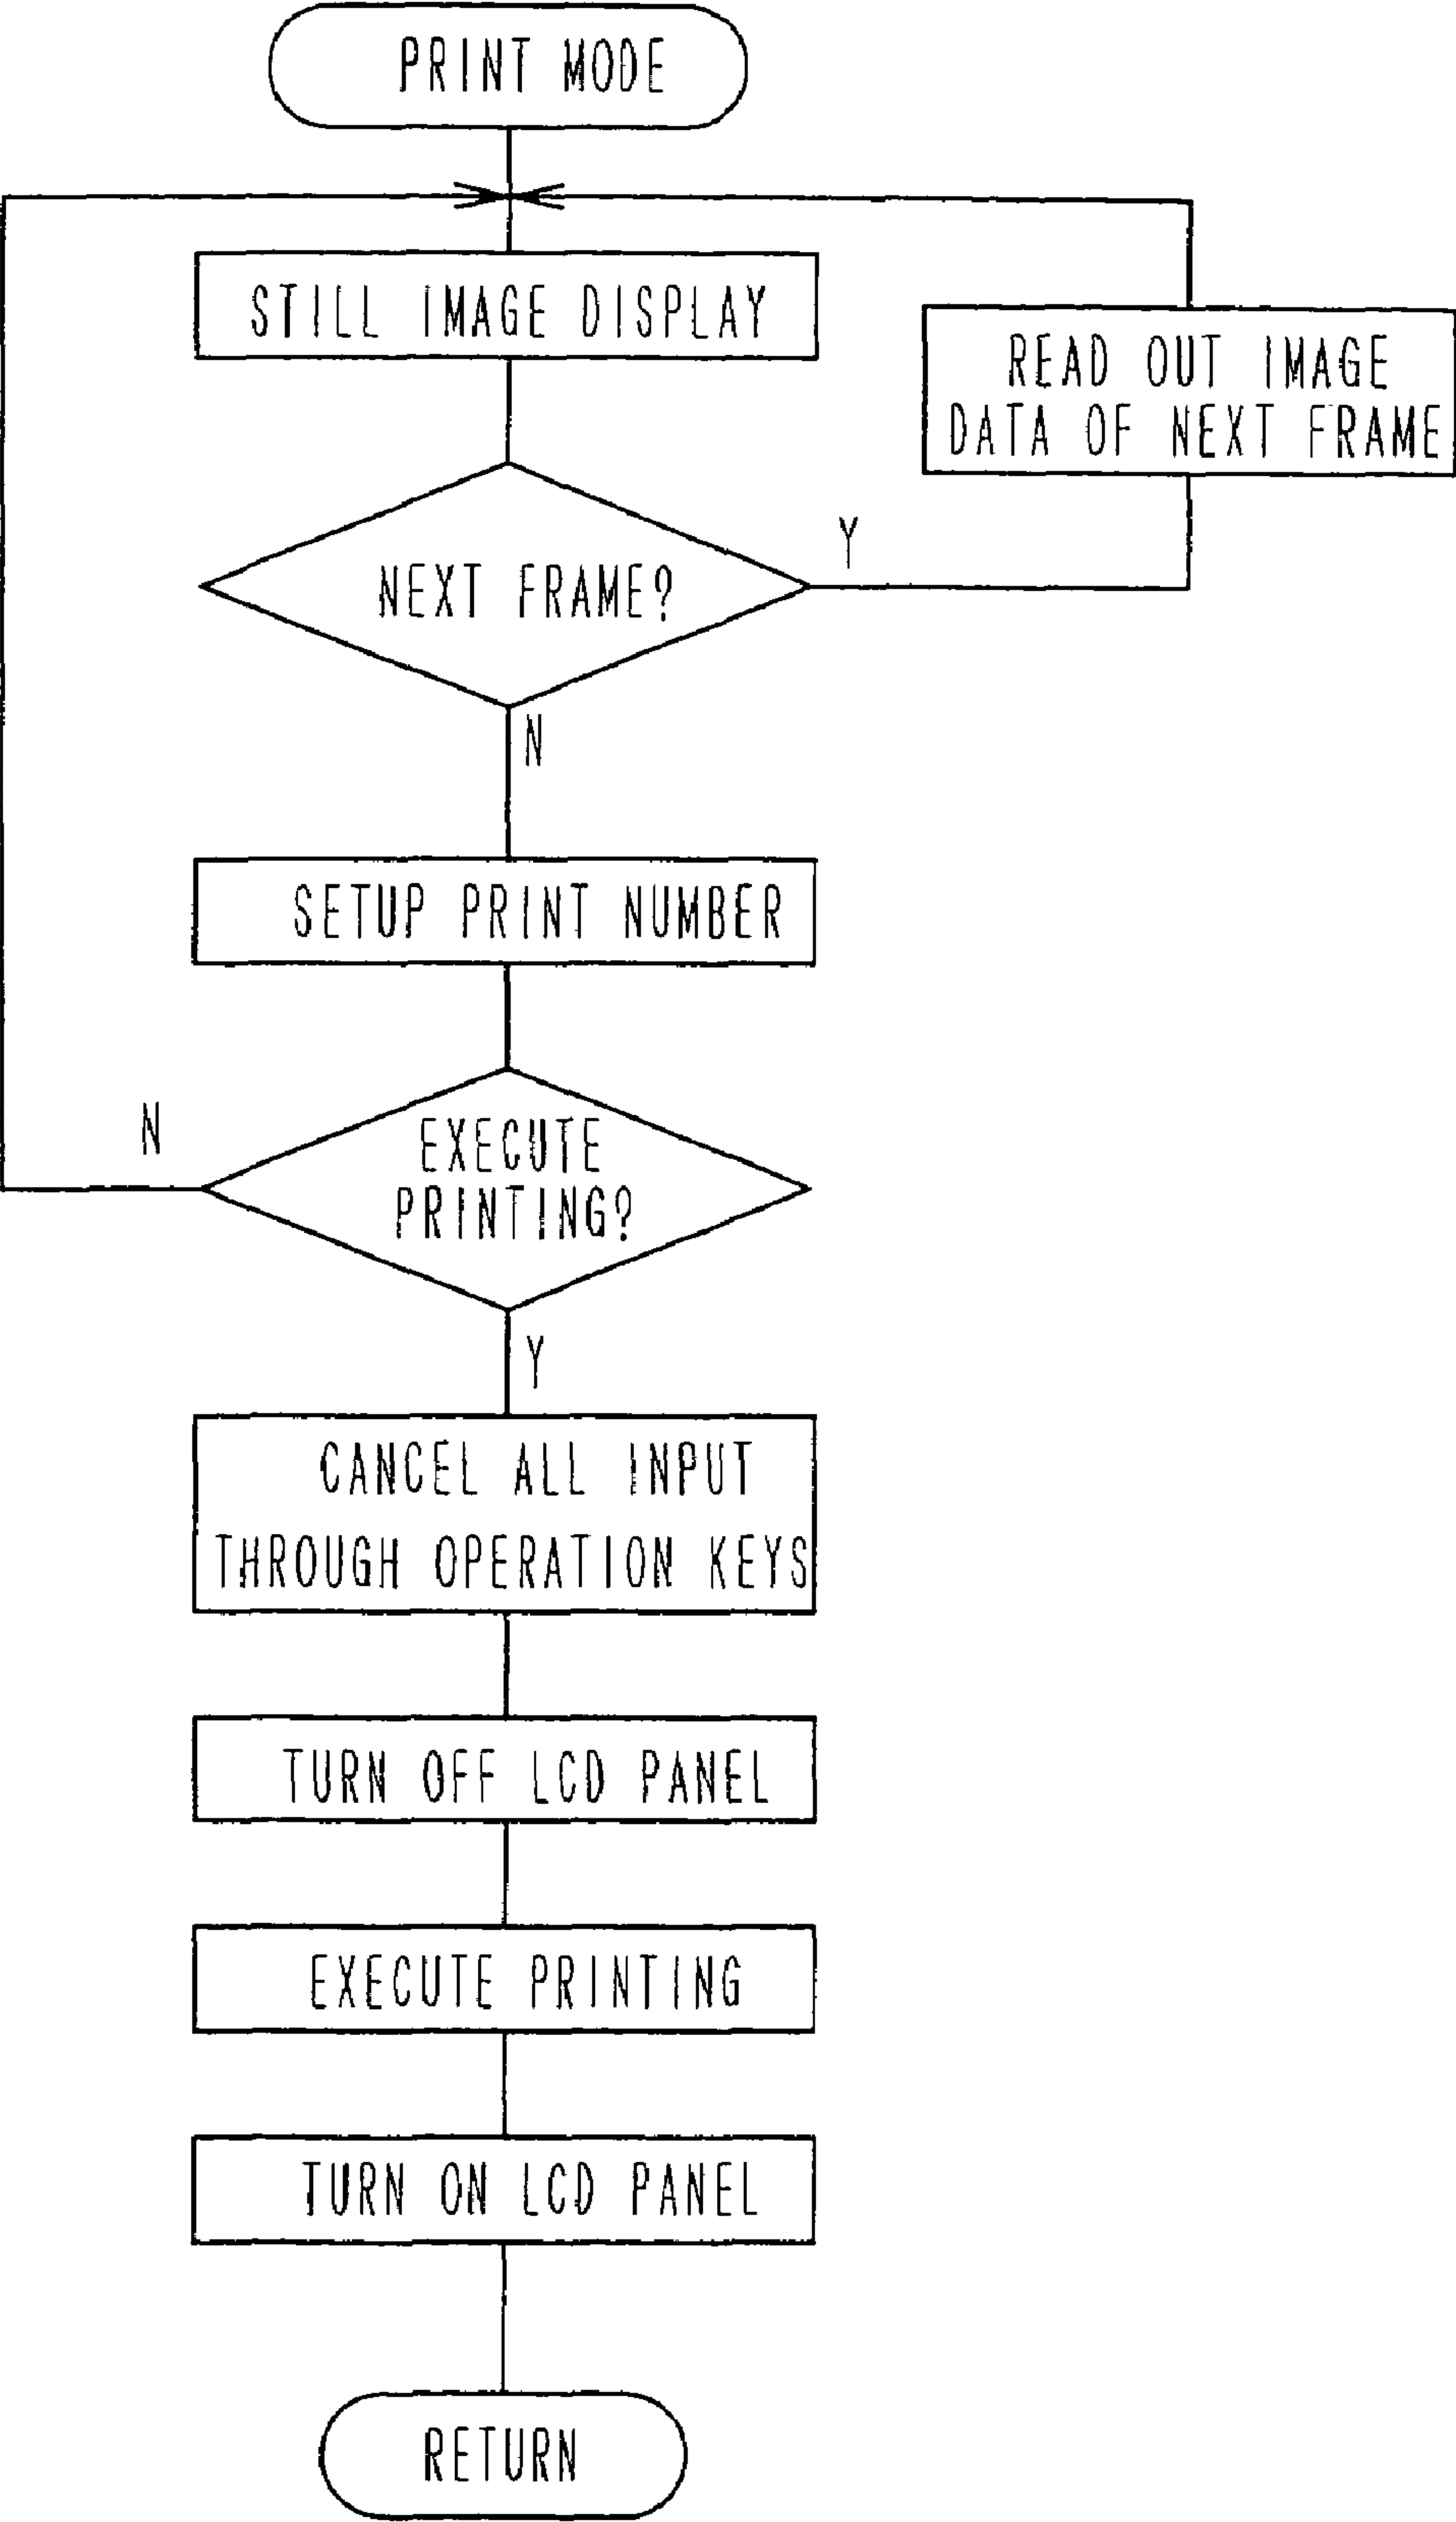 PRINT MODE
STILL IMAGE DISPLAY
READ OUT IMAGE
DATA OF NEXT FRAME
Y
NEXT FRAME?
N
SETUP PRINT NUMBER
N
EXECUTE
PRINTING?
Y
CANCEL ALL INPUT
THROUGH OPERATION KEYS
TURN OFF LCD PANEL
EXECUTE PRINTING
TURN ON LCD PANEL
RETURN